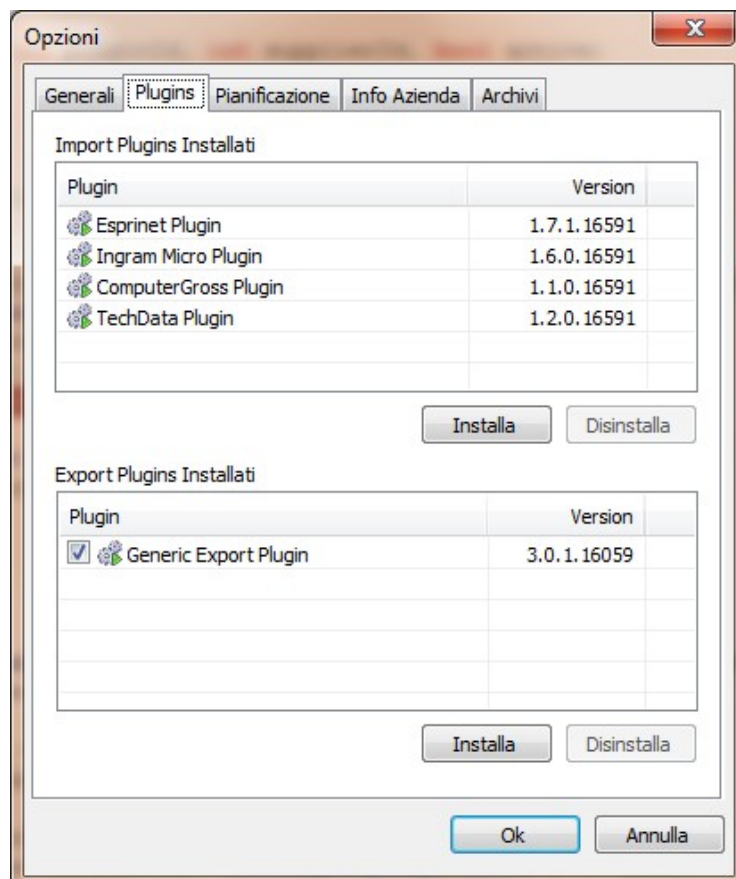 Opzioni
Generali Plugins Pianificazione Info Azienda Archivi
Import Plugins Installati
Plugin Version
Esprinet Plugin 1.7.1.16591
Ingram Micro Plugin 1.6.0.16591
ComputerGross Plugin 1.1.0.16591
TechData Plugin 1.2.0.16591
Installa Disinstalla
Export Plugins Installati
Plugin Version
Generic Export Plugin 3.0.1.16059
Installa Disinstalla
Ok Annulla